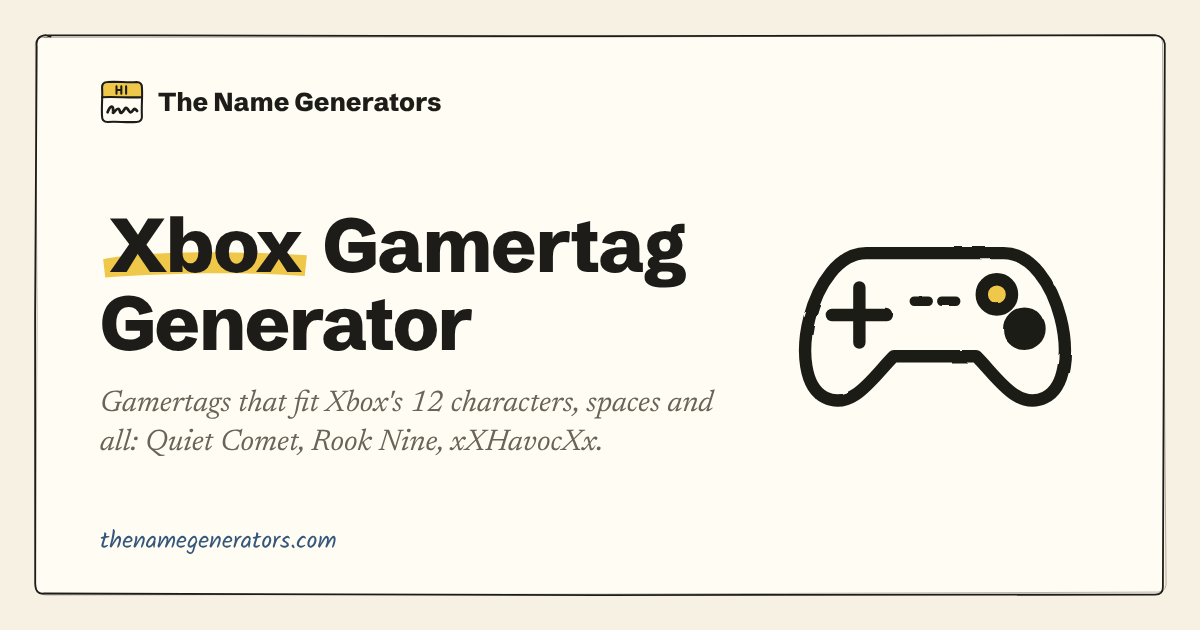 HI
The Name Generators
Xbox Gamertag
Generator
Gamertags that fit Xbox's 12 characters, spaces and
all: Quiet Comet, Rook Nine, xXHavocXx.
thenamegenerators.com